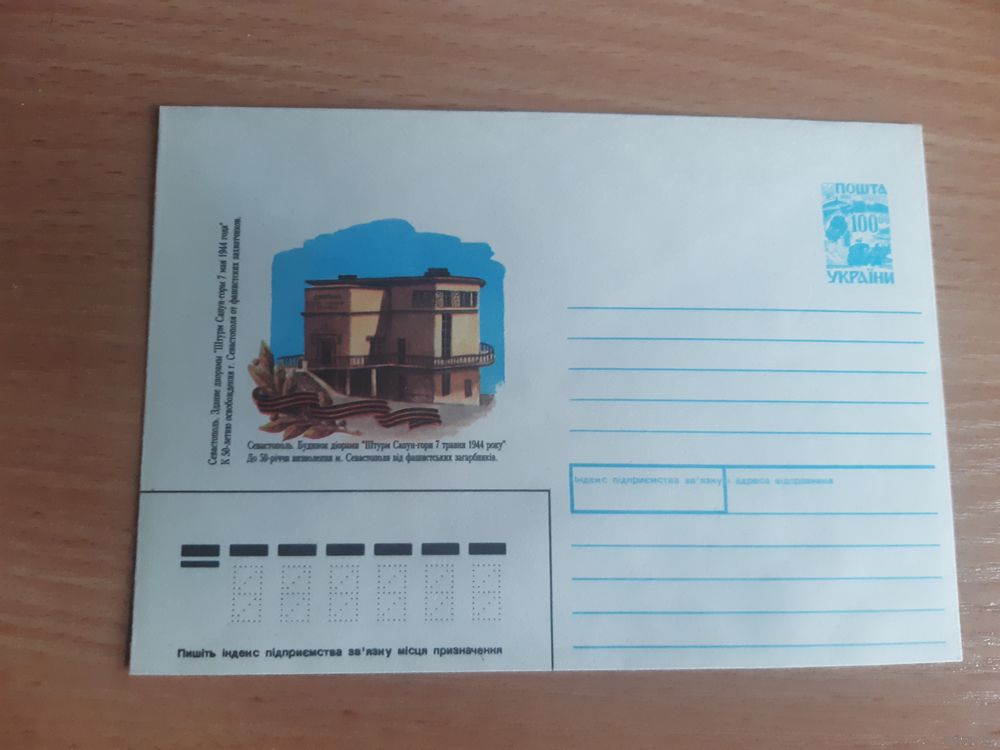 ПОШТА
100
УКРАЇНИ
Севастополь. Здание диорамы "Штурм Сапун-горы 7 мая 1944 года"
К 50-летию освобождения г. Севастополя от фашистских захватчиков.
Севастополь. Будинок діорами "Штурм Сапун-гори 7 травня 1944 року"
До 50-річчя визволення м. Севастополя від фашистських загарбників.
Індекс підприємства зв'язку і адреса відправника
Пишіть індекс підприємства зв'язку місця призначення